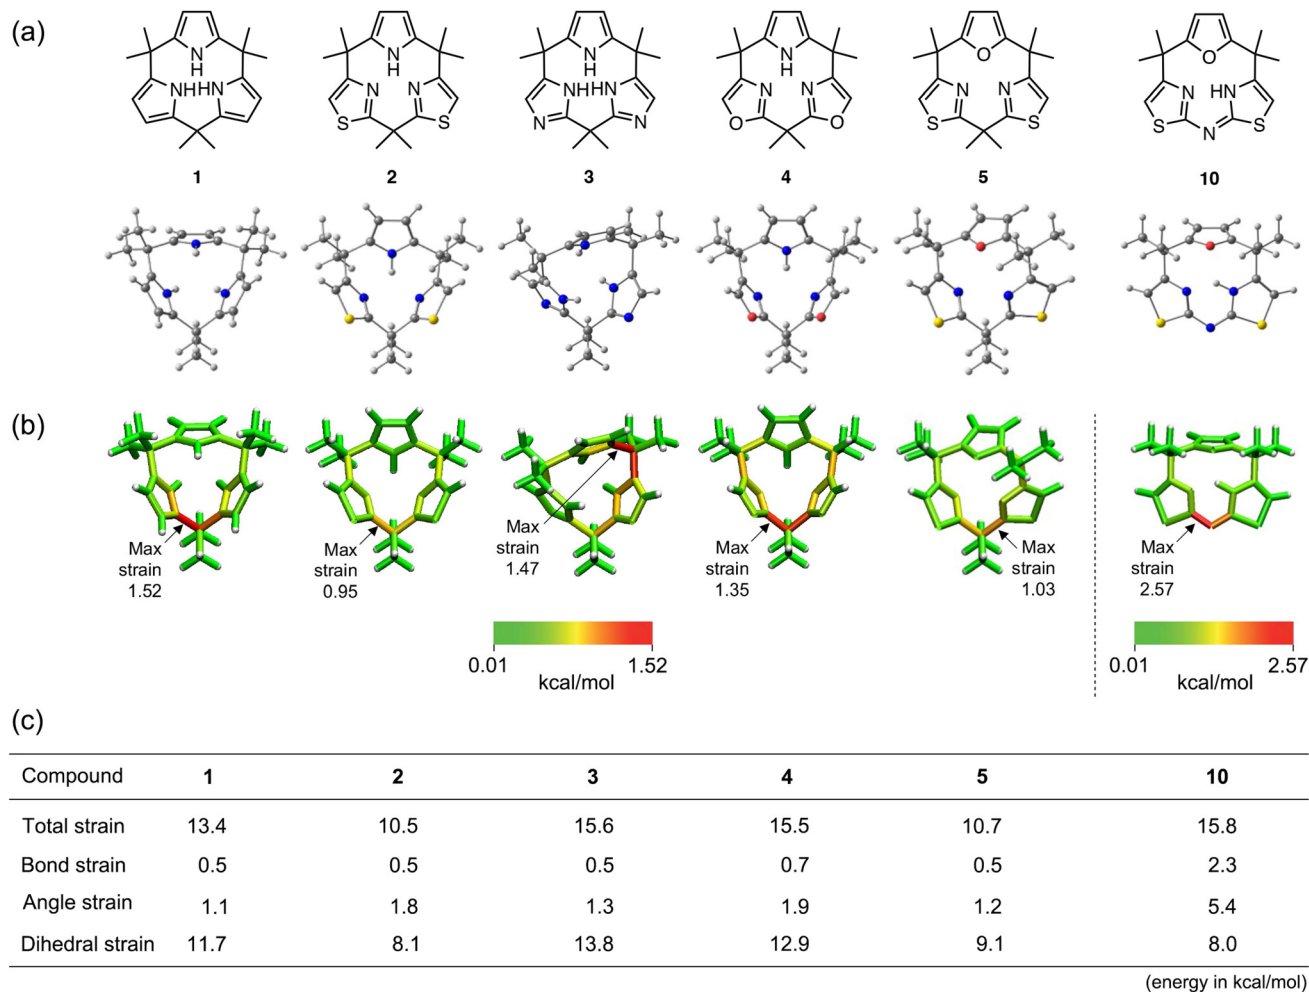 (a)
N
H
NH HN
N
H
N N
S S
N
H
NH HN
N N
N
H
N N
O O
O
N N
S S
O
N HN
S N S
1 2 3 4 5 10
(b)
Max
strain
1.52
Max
strain
0.95
Max
strain
1.47
Max
strain
1.35
Max
strain
1.03
Max
strain
2.57
0.01 1.52
kcal/mol
0.01 2.57
kcal/mol
(c)
Compound 1 2 3 4 5 10
Total strain 13.4 10.5 15.6 15.5 10.7 15.8
Bond strain 0.5 0.5 0.5 0.7 0.5 2.3
Angle strain 1.1 1.8 1.3 1.9 1.2 5.4
Dihedral strain 11.7 8.1 13.8 12.9 9.1 8.0
(energy in kcal/mol)